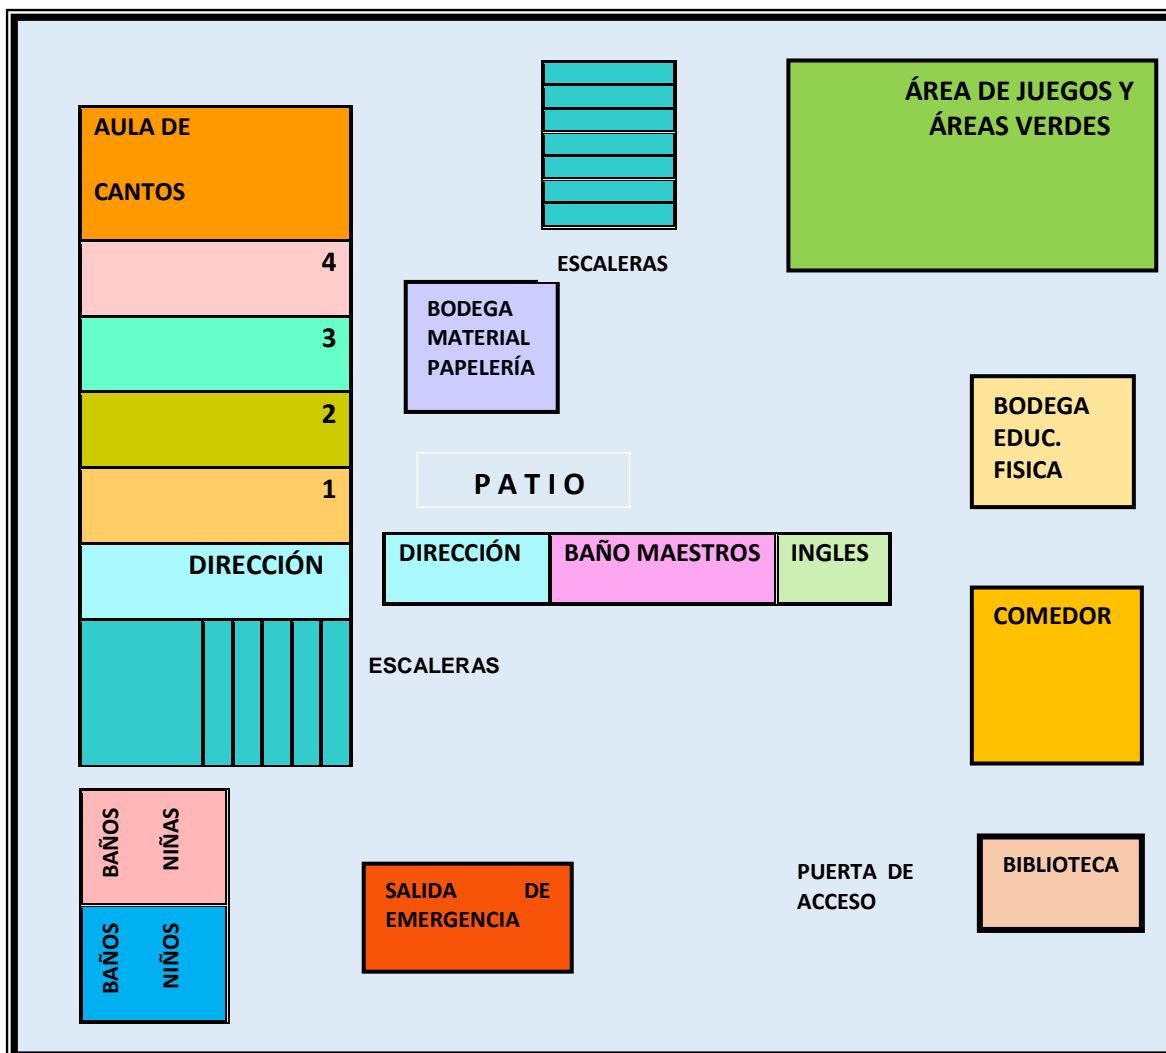 ÁREA DE JUEGOS Y
ÁREAS VERDES
AULA DE
CANTOS
4
ESCALERAS
BODEGA
MATERIAL
PAPELERÍA
3
2
BODEGA
EDUC.
FISICA
1
P A T I O
DIRECCIÓN
DIRECCIÓN
BAÑO MAESTROS
INGLES
COMEDOR
ESCALERAS
BAÑOS
NIÑAS
BAÑOS
NIÑOS
SALIDA DE
EMERGENCIA
PUERTA DE
ACCESO
BIBLIOTECA